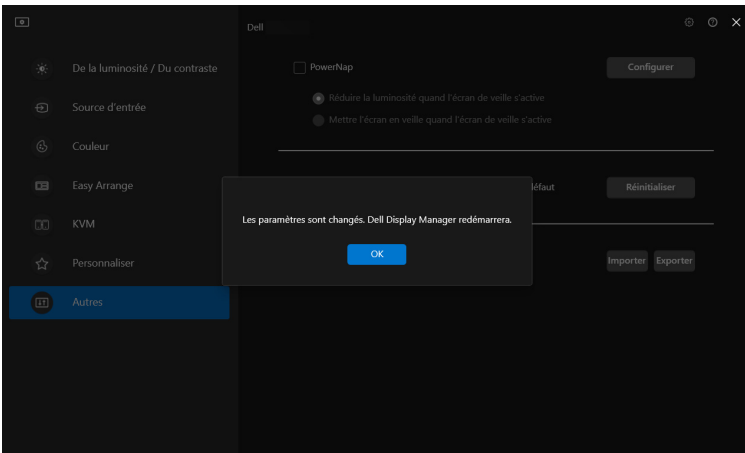 Dell
De la luminosité / Du contraste
Source d'entrée
Couleur
Easy Arrange
KVM
Personnaliser
Autres
PowerNap
Configurer
Réduire la luminosité quand l'écran de veille s'active
Mettre l'écran en veille quand l'écran de veille s'active
défaut
Réinitialiser
Les paramètres sont changés. Dell Display Manager redémarrera.
OK
Importer Exporter